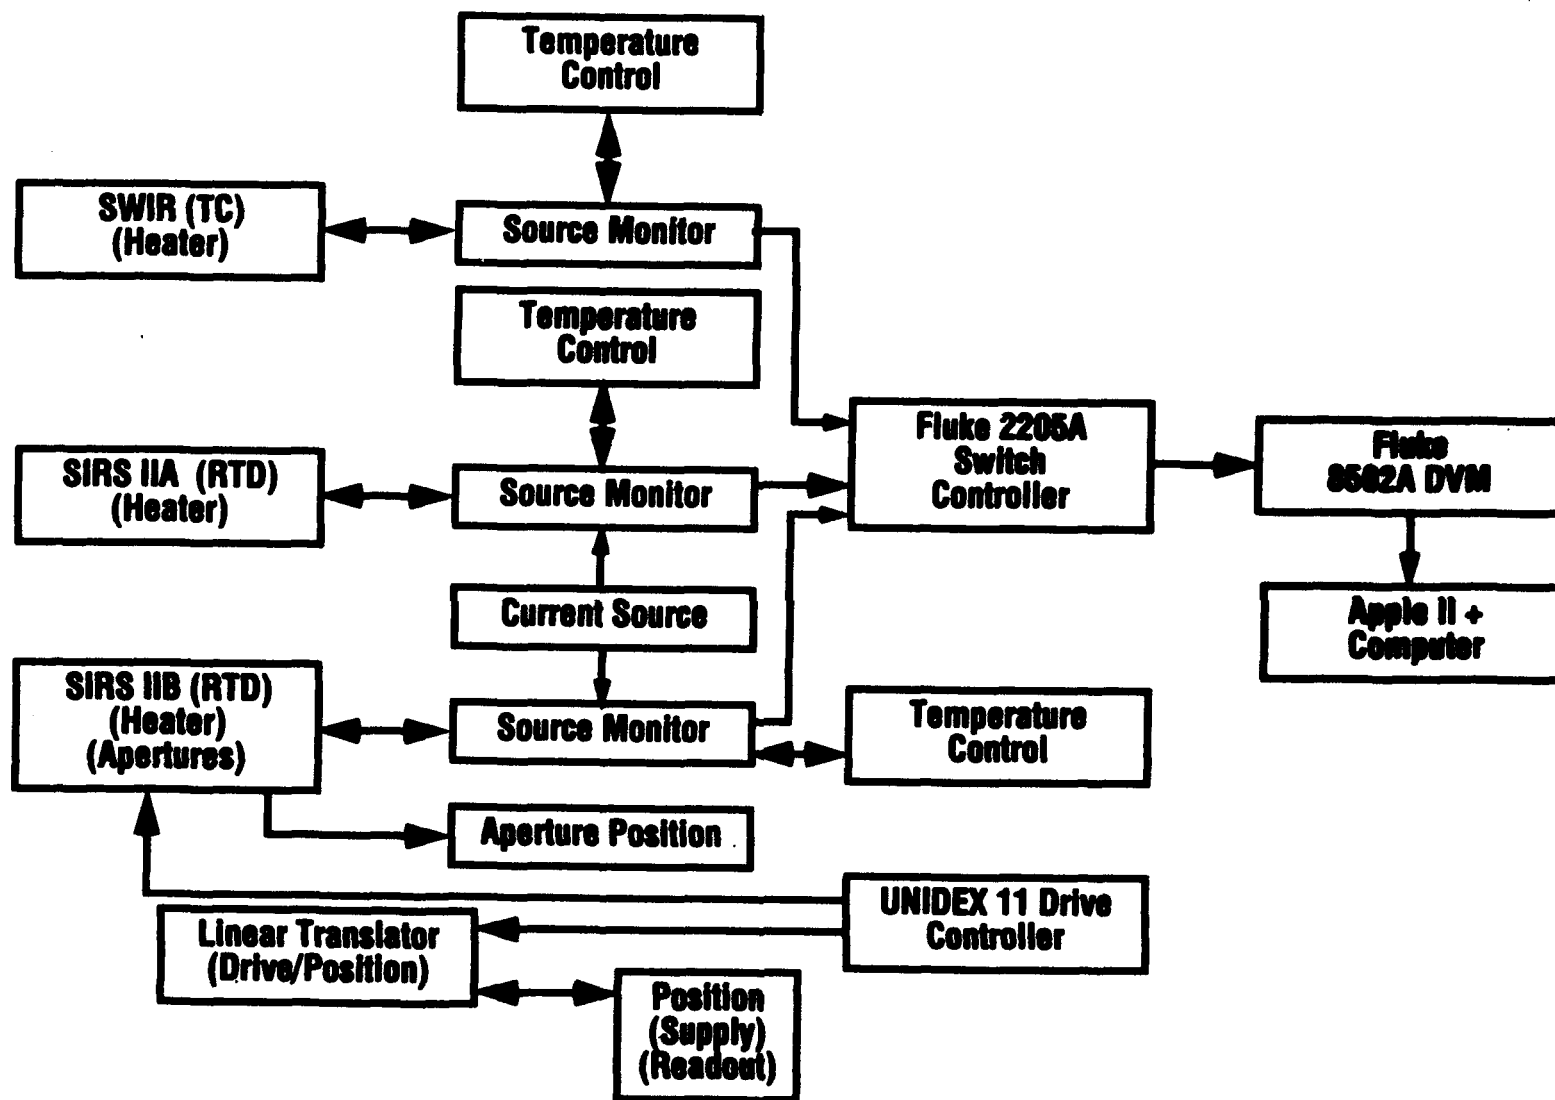 Temperature
Control
SWIR (TC)
(Heater)
Source Monitor
Temperature
Control
SIRS IIA (RTD)
(Heater)
Source Monitor
Fluke 2205A
Switch
Controller
Fluke
8502A DVM
Current Source
Apple II +
Computer
SIRS IIB (RTD)
(Heater)
(Apertures)
Source Monitor
Temperature
Control
Aperture Position
UNIDEX 11 Drive
Controller
Linear Translator
(Drive/Position)
Position
(Supply)
(Readout)